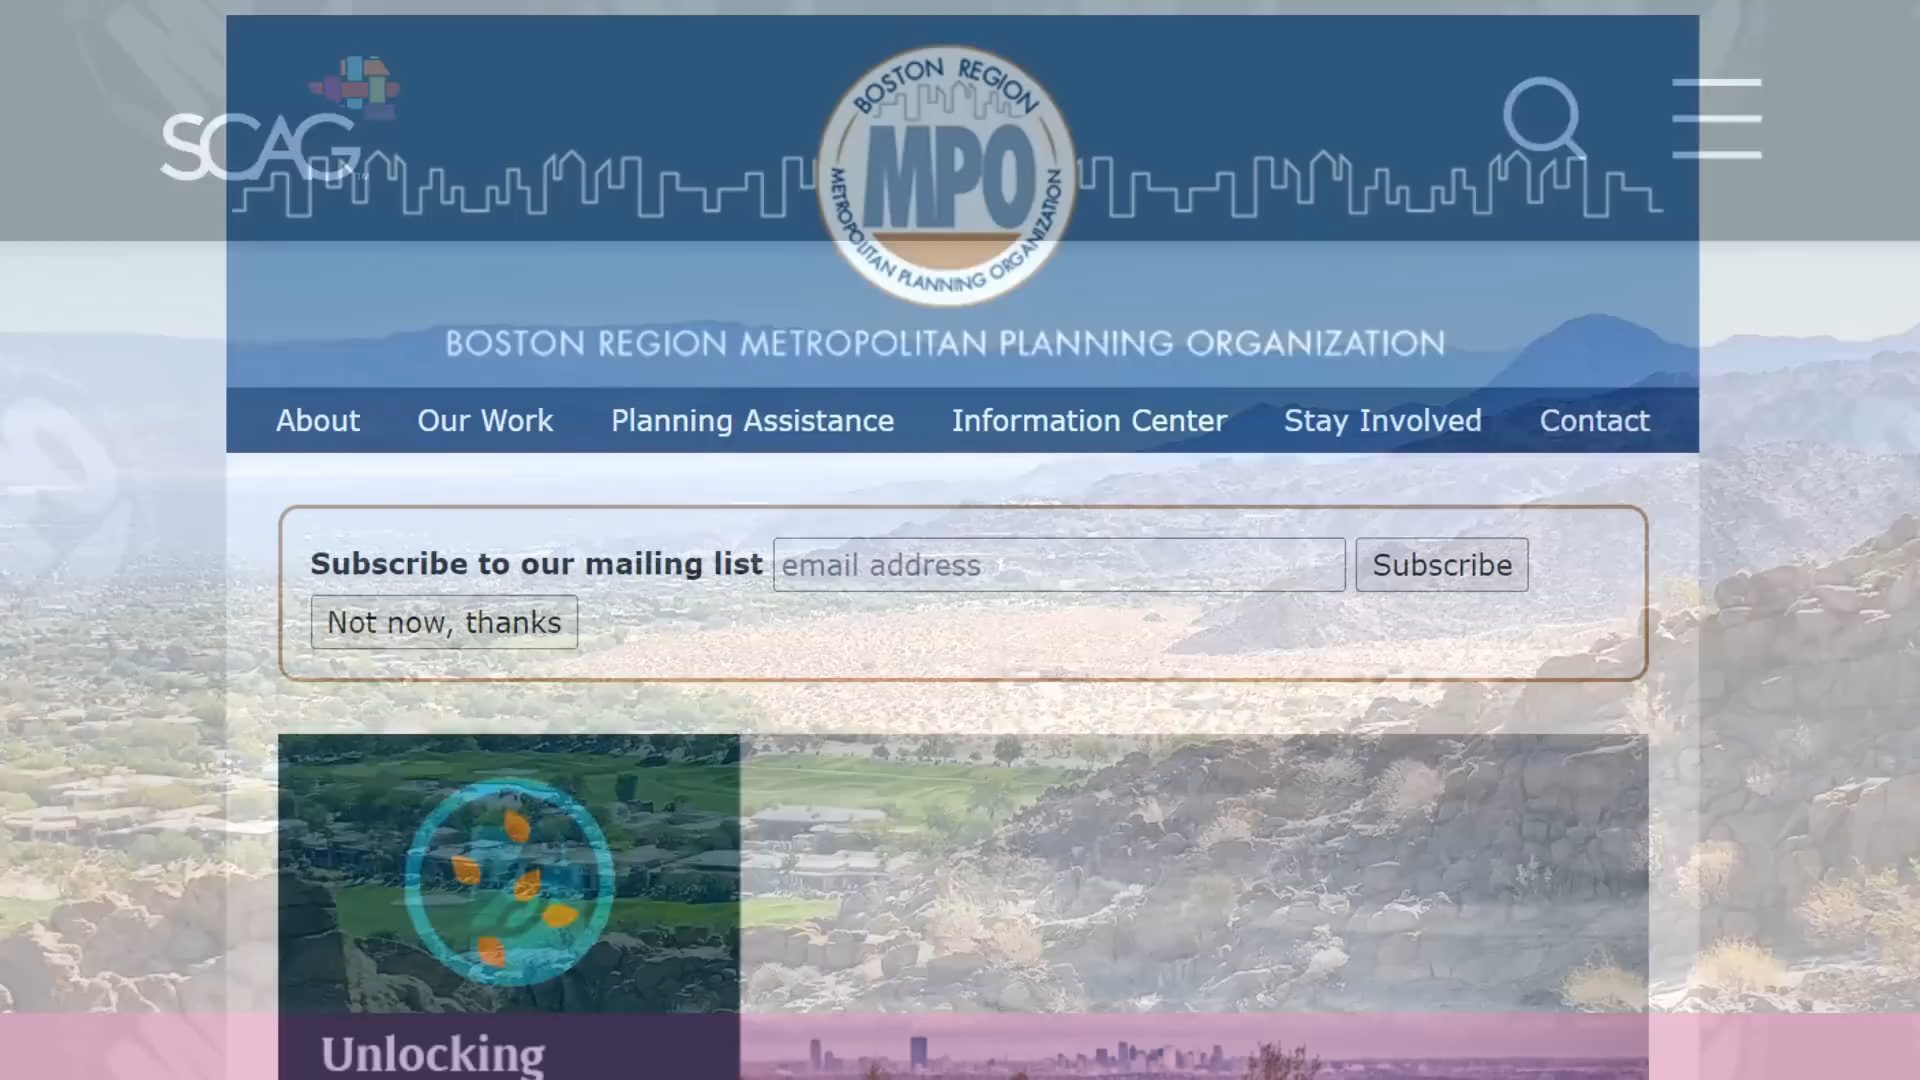 SCAG
TM
BOSTON REGION
MPO
METROPOLITAN PLANNING ORGANIZATION
BOSTON REGION METROPOLITAN PLANNING ORGANIZATION
About Our Work Planning Assistance Information Center Stay Involved Contact
Subscribe to our mailing list email address Subscribe
Not now, thanks
Unlocking